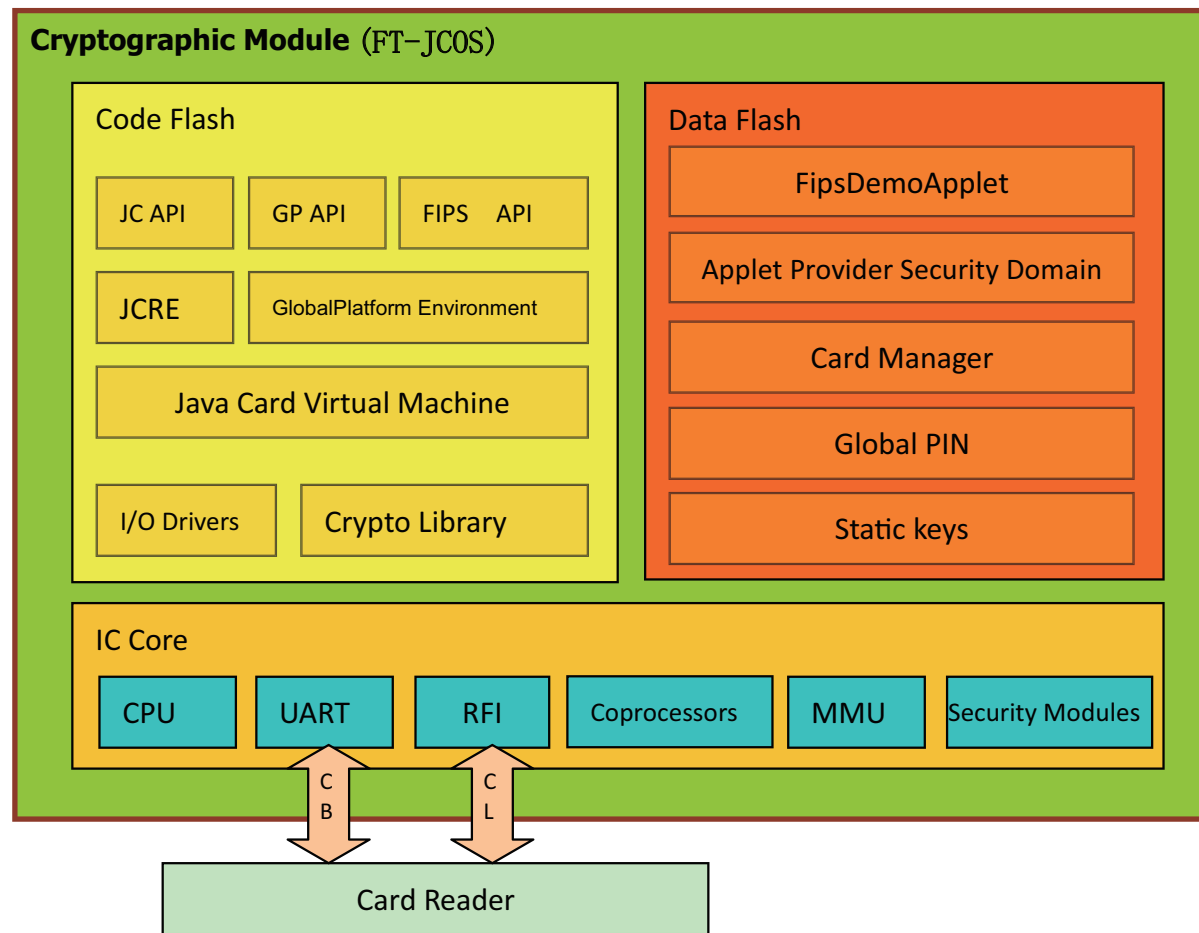 Cryptographic Module (FT-JCOS)
Code Flash
JC API
GP API
FIPS API
JCRE
GlobalPlatform Environment
Java Card Virtual Machine
I/O Drivers
Crypto Library
Data Flash
FipsDemoApplet
Applet Provider Security Domain
Card Manager
Global PIN
Static keys
IC Core
CPU
UART
RFI
Coprocessors
MMU
Security Modules
C
B
C
L
Card Reader